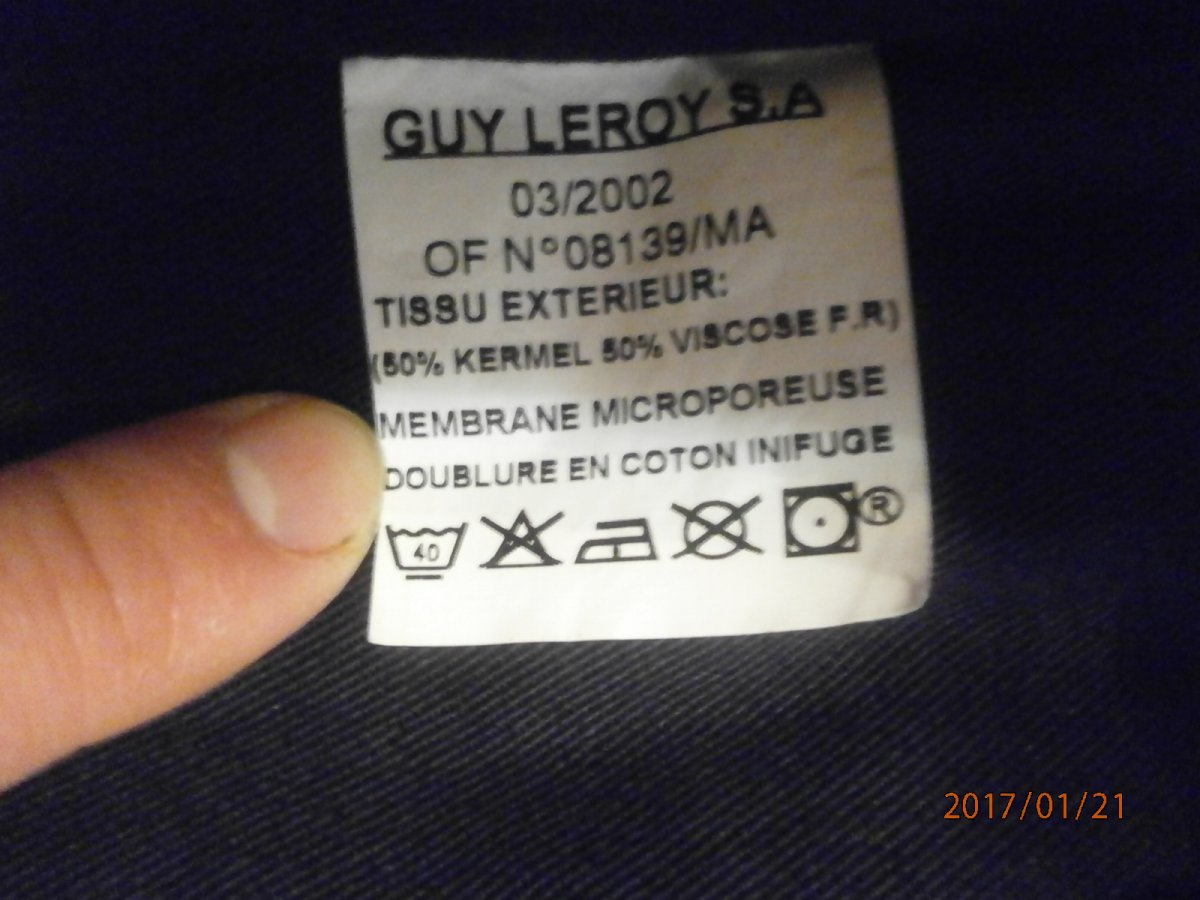 GUY LEROY S.A
03/2002
OF N°08139/MA
TISSU EXTERIEUR:
(50% KERMEL 50% VISCOSE F.R)
MEMBRANE MICROPOREUSE
DOUBLURE EN COTON INIFUGE
40
®
2017/01/21